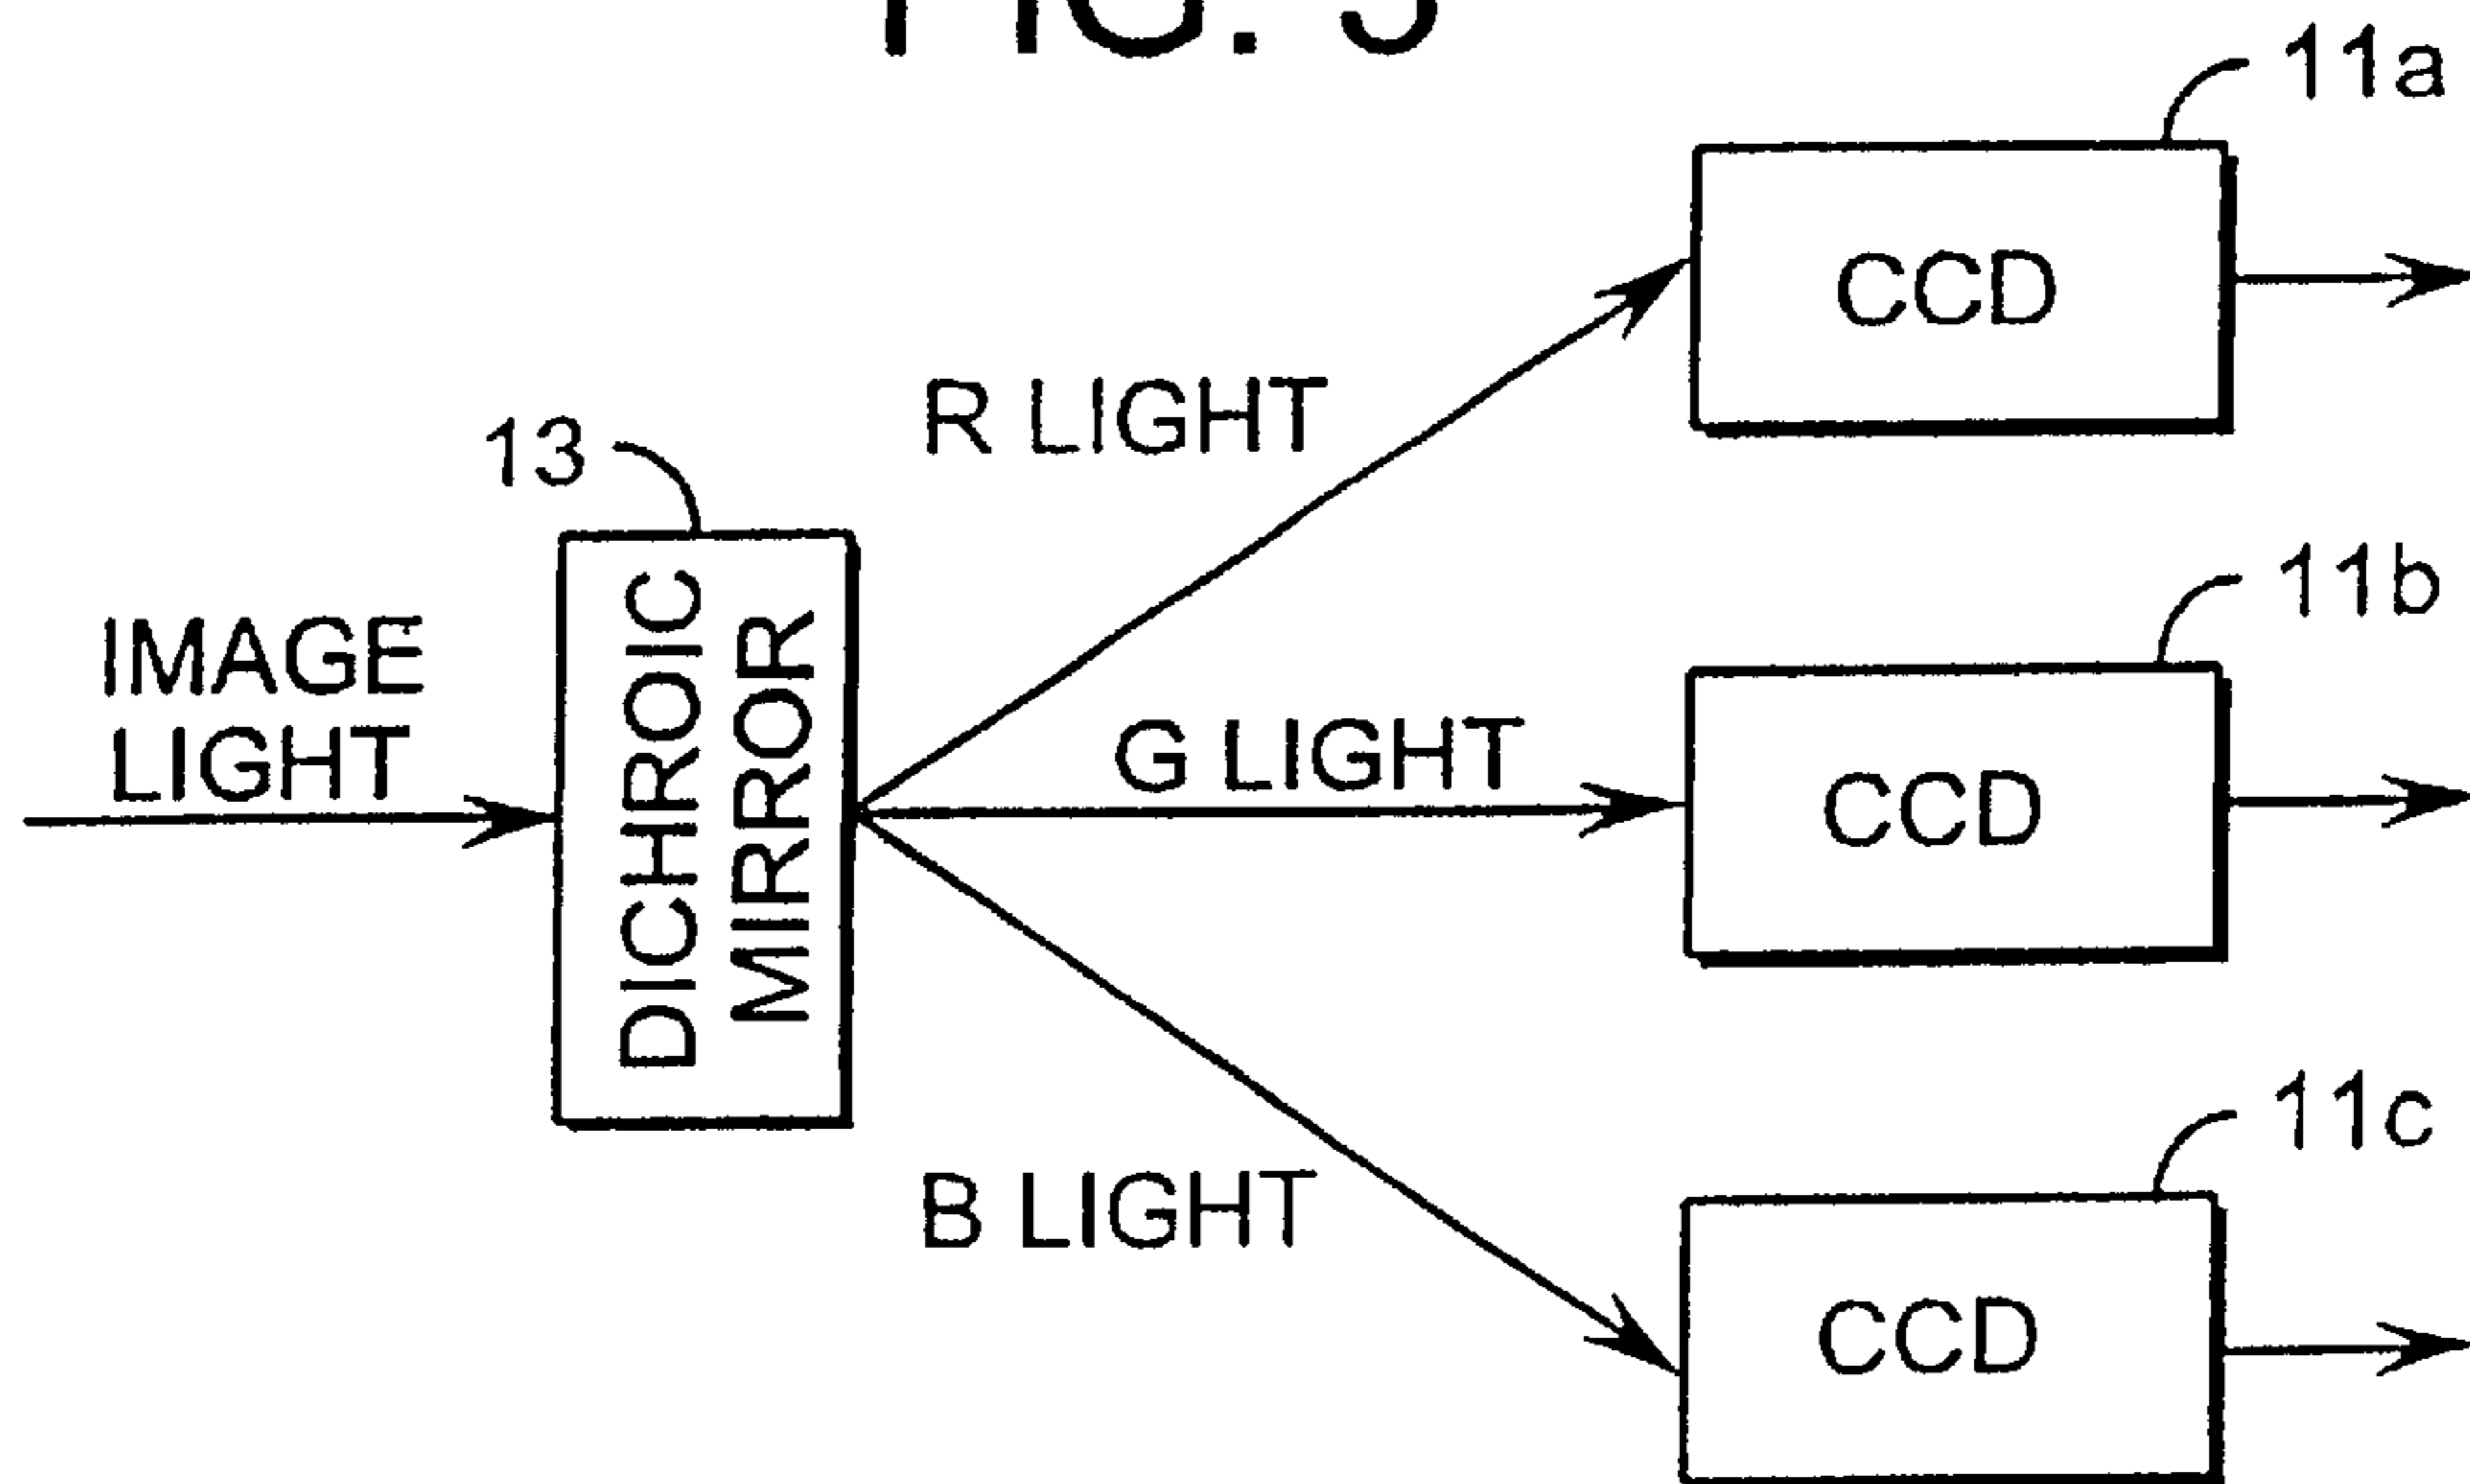 11a
CCD
R LIGHT
13
11b
IMAGE
LIGHT
DICHROIC
MIRROR
G LIGHT
CCD
11c
B LIGHT
CCD